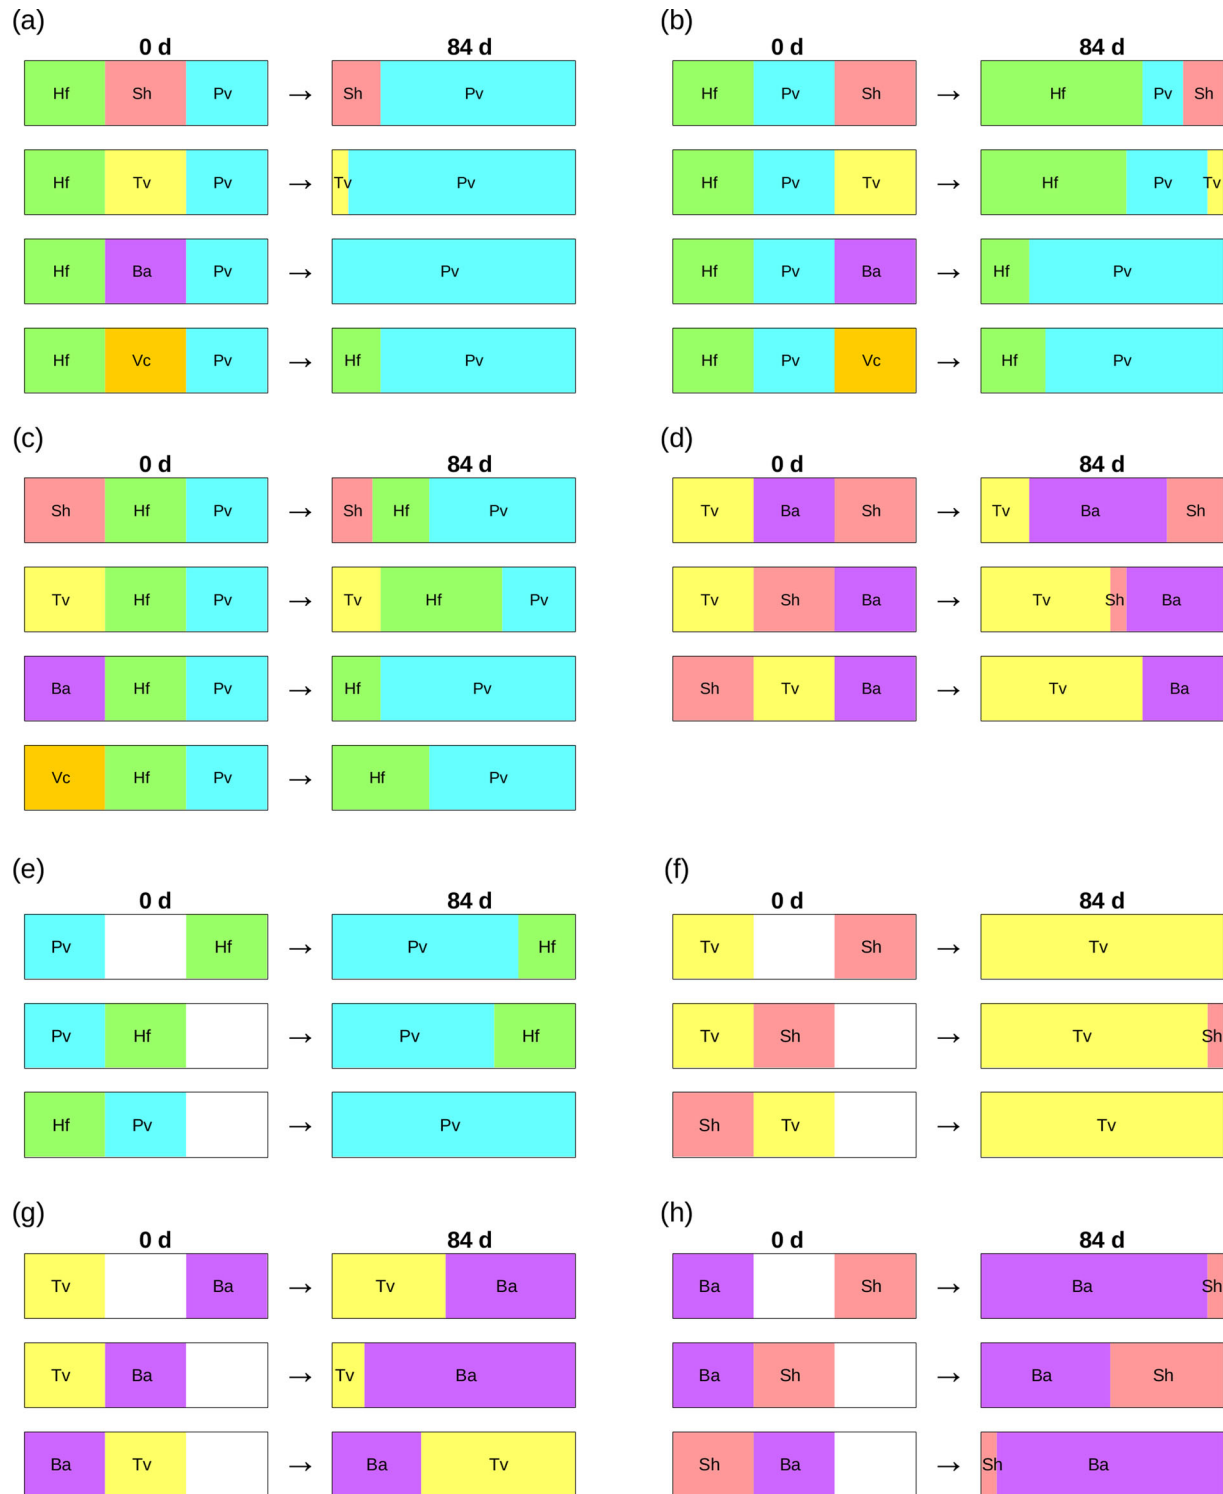 (a)
0 d 84 d
Hf Sh Pv → Sh Pv
Hf Tv Pv → Tv Pv
Hf Ba Pv → Pv
Hf Vc Pv → Hf Pv
(b)
0 d 84 d
Hf Pv Sh → Hf Pv Sh
Hf Pv Tv → Hf Pv Tv
Hf Pv Ba → Hf Pv
Hf Pv Vc → Hf Pv
(c)
0 d 84 d
Sh Hf Pv → Sh Hf Pv
Tv Hf Pv → Tv Hf Pv
Ba Hf Pv → Hf Pv
Vc Hf Pv → Hf Pv
(d)
0 d 84 d
Tv Ba Sh → Tv Ba Sh
Tv Sh Ba → Tv Sh Ba
Sh Tv Ba → Tv Ba
(e)
0 d 84 d
Pv Hf → Pv Hf
Pv Hf → Pv Hf
Hf Pv → Pv
(f)
0 d 84 d
Tv Sh → Tv
Tv Sh → Tv Sh
Sh Tv → Tv
(g)
0 d 84 d
Tv Ba → Tv Ba
Tv Ba → Tv Ba
Ba Tv → Ba Tv
(h)
0 d 84 d
Ba Sh → Ba Sh
Ba Sh → Ba Sh
Sh Ba → Sh Ba